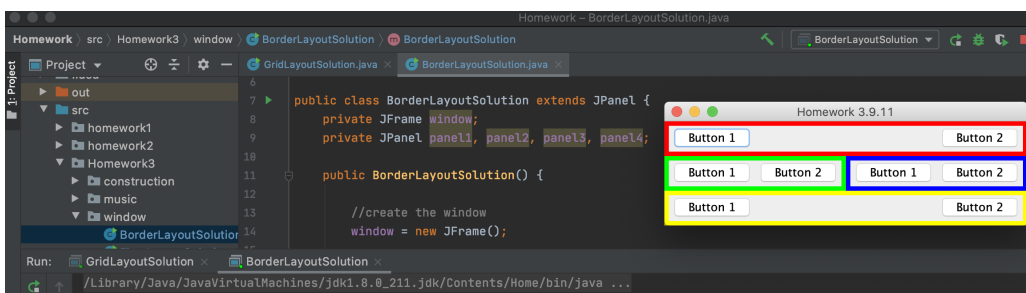 Homework – BorderLayoutSolution.java
Homework 〉 src 〉 Homework3 〉 window 〉 BorderLayoutSolution 〉 BorderLayoutSolution
BorderLayoutSolution
1: Project
Project
GridLayoutSolution.java ×
BorderLayoutSolution.java ×
out
src
homework1
homework2
Homework3
construction
music
window
BorderLayoutSolution
6
7 public class BorderLayoutSolution extends JPanel {
8 private JFrame window;
9 private JPanel panel1, panel2, panel3, panel4;
10
11 public BorderLayoutSolution() {
12
13 //create the window
14 window = new JFrame();
Homework 3.9.11
Button 1 Button 2
Button 1 Button 2 Button 1 Button 2
Button 1 Button 2
Run: GridLayoutSolution × BorderLayoutSolution ×
/Library/Java/JavaVirtualMachines/jdk1.8.0_211.jdk/Contents/Home/bin/java ...